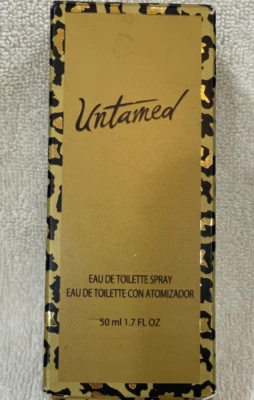 Untamed
EAU DE TOILETTE SPRAY
EAU DE TOILETTE CON ATOMIZADOR
50 ml 1.7 FL OZ